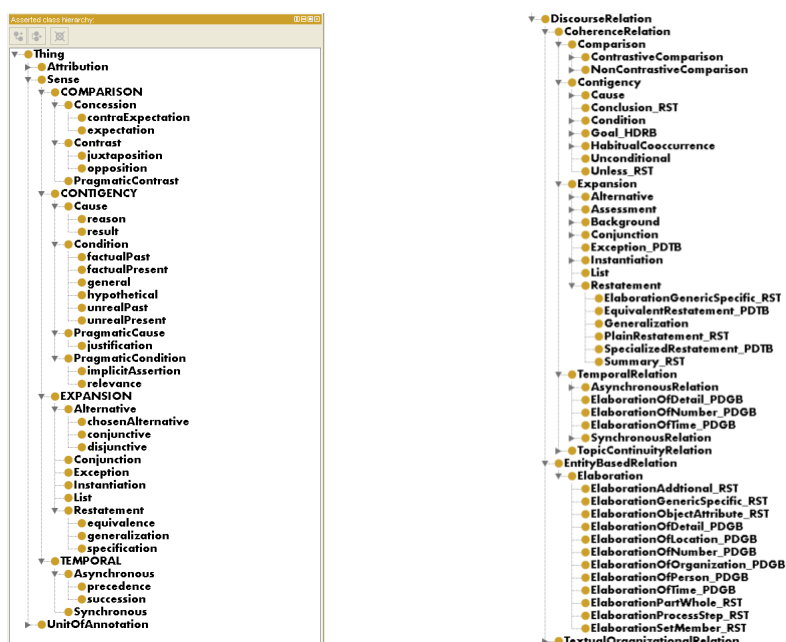 Asserted class hierarchy:
Thing
Attribution
Sense
COMPARISON
Concession
contraExpectation
expectation
Contrast
juxtaposition
opposition
PragmaticContrast
CONTIGENCY
Cause
reason
result
Condition
factualPast
factualPresent
general
hypothetical
unrealPast
unrealPresent
PragmaticCause
justification
PragmaticCondition
implicitAssertion
relevance
EXPANSION
Alternative
chosenAlternative
conjunctive
disjunctive
Conjunction
Exception
Instantiation
List
Restatement
equivalence
generalization
specification
TEMPORAL
Asynchronous
precedence
succession
Synchronous
UnitOfAnnotation
DiscourseRelation
CoherenceRelation
Comparison
ContrastiveComparison
NonContrastiveComparison
Contigency
Cause
Conclusion_RST
Condition
Goal_HDRB
HabitualCooccurrence
Unconditional
Unless_RST
Expansion
Alternative
Assessment
Background
Conjunction
Exception_PDTB
Instantiation
List
Restatement
ElaborationGenericSpecific_RST
EquivalentRestatement_PDTB
Generalization
PlainRestatement_RST
SpecializedRestatement_PDTB
Summary_RST
TemporalRelation
AsynchronousRelation
ElaborationOfDetail_PDGB
ElaborationOfNumber_PDGB
ElaborationOfTime_PDGB
SynchronousRelation
TopicContinuityRelation
EntityBasedRelation
Elaboration
ElaborationAddtional_RST
ElaborationGenericSpecific_RST
ElaborationObjectAttribute_RST
ElaborationOfDetail_PDGB
ElaborationOfLocation_PDGB
ElaborationOfNumber_PDGB
ElaborationOfOrganization_PDGB
ElaborationOfPerson_PDGB
ElaborationOfTime_PDGB
ElaborationPartWhole_RST
ElaborationProcessStep_RST
ElaborationSetMember_RST
TextualOrganizationalRelation